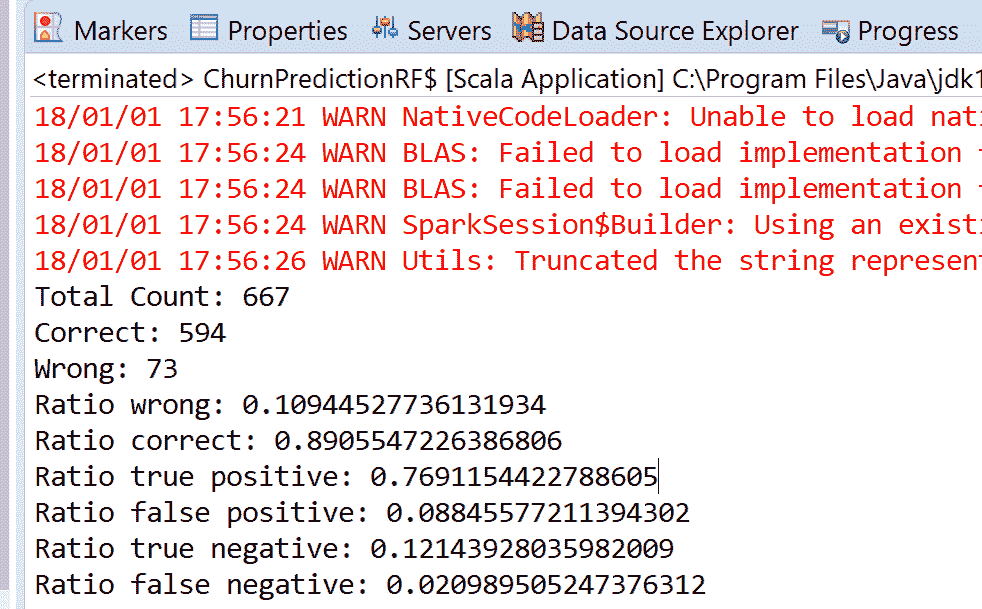 Markers Properties Servers Data Source Explorer Progress
<terminated> ChurnPredictionRF$ [Scala Application] C:\Program Files\Java\jdk1
18/01/01 17:56:21 WARN NativeCodeLoader: Unable to load nati
18/01/01 17:56:24 WARN BLAS: Failed to load implementation
18/01/01 17:56:24 WARN BLAS: Failed to load implementation
18/01/01 17:56:24 WARN SparkSession$Builder: Using an existi
18/01/01 17:56:26 WARN Utils: Truncated the string represent
Total Count: 667
Correct: 594
Wrong: 73
Ratio wrong: 0.10944527736131934
Ratio correct: 0.8905547226386806
Ratio true positive: 0.7691154422788605
Ratio false positive: 0.08845577211394302
Ratio true negative: 0.12143928035982009
Ratio false negative: 0.020989505247376312